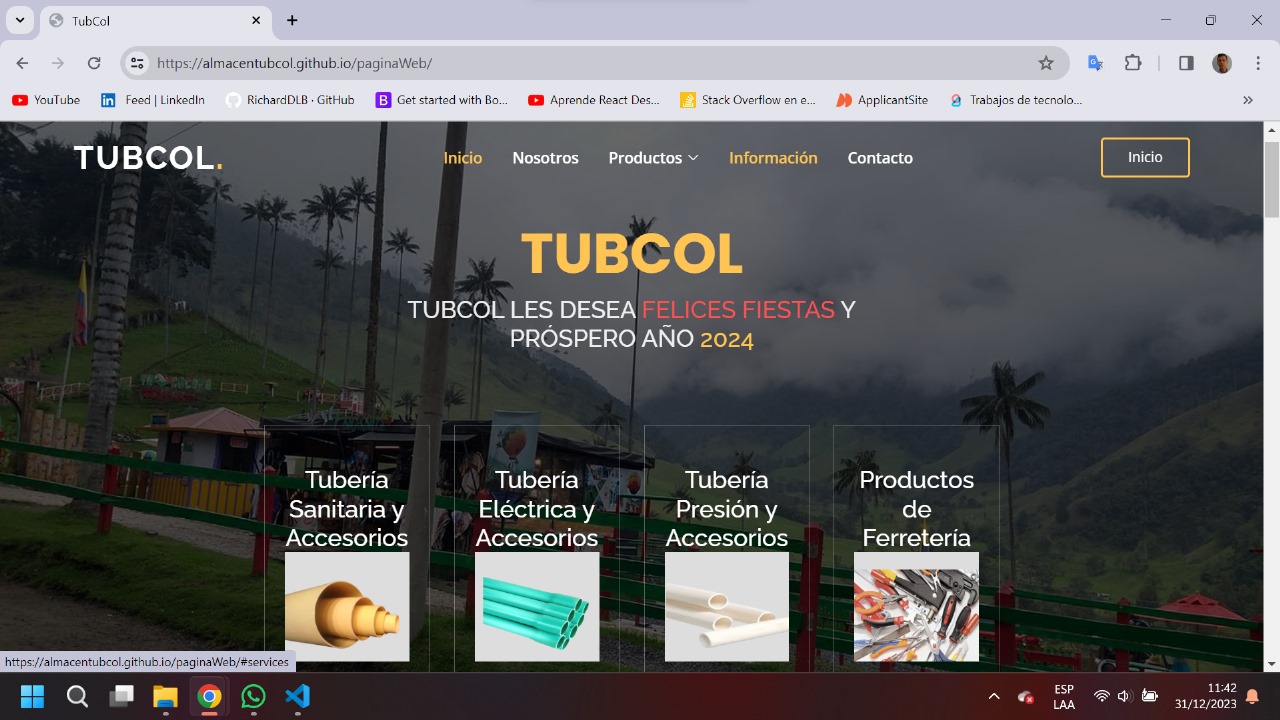 TubCol
https://almacentubcol.github.io/paginaWeb/
YouTube
Feed | LinkedIn
RichardDLB · GitHub
Get started with Bo...
Aprende React Des...
Stack Overflow en ...
ApplicantSite
Trabajos de tecnolo...
TUBCOL.
Inicio
Nosotros
Productos
Información
Contacto
Inicio
TUBCOL
TUBCOL LES DESEA FELICES FIESTAS Y
PRÓSPERO AÑO 2024
Tubería
Sanitaria y
Accesorios
Tubería
Eléctrica y
Accesorios
Tubería
Presión y
Accesorios
Productos
de
Ferretería
https://almacentubcol.github.io/paginaWeb/#services
ESP
LAA
11:42
31/12/2023